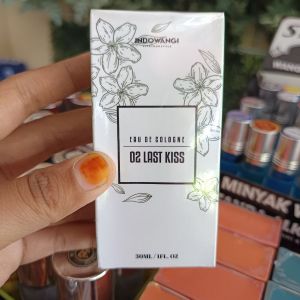 INDOWANGI
EAU DE COLOGNE
02 LAST KISS
30ML / 1FL. OZ
MINYAK